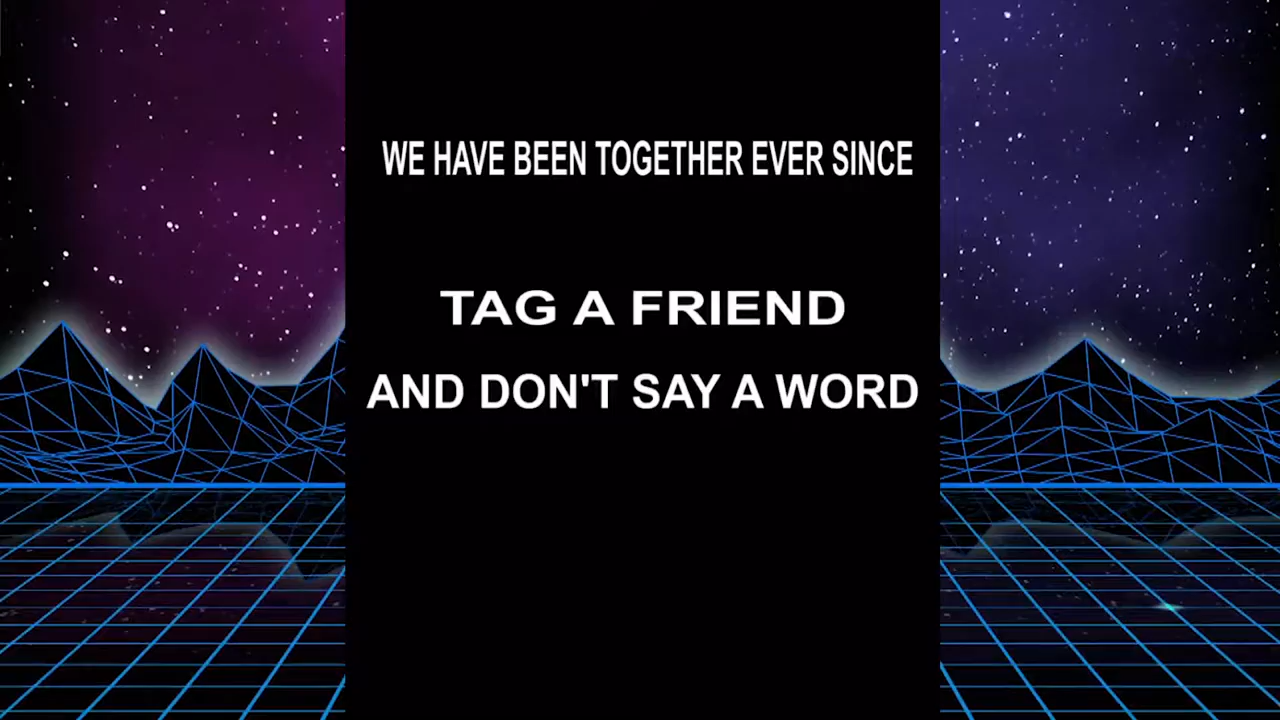 WE HAVE BEEN TOGETHER EVER SINCE
TAG A FRIEND
AND DON'T SAY A WORD